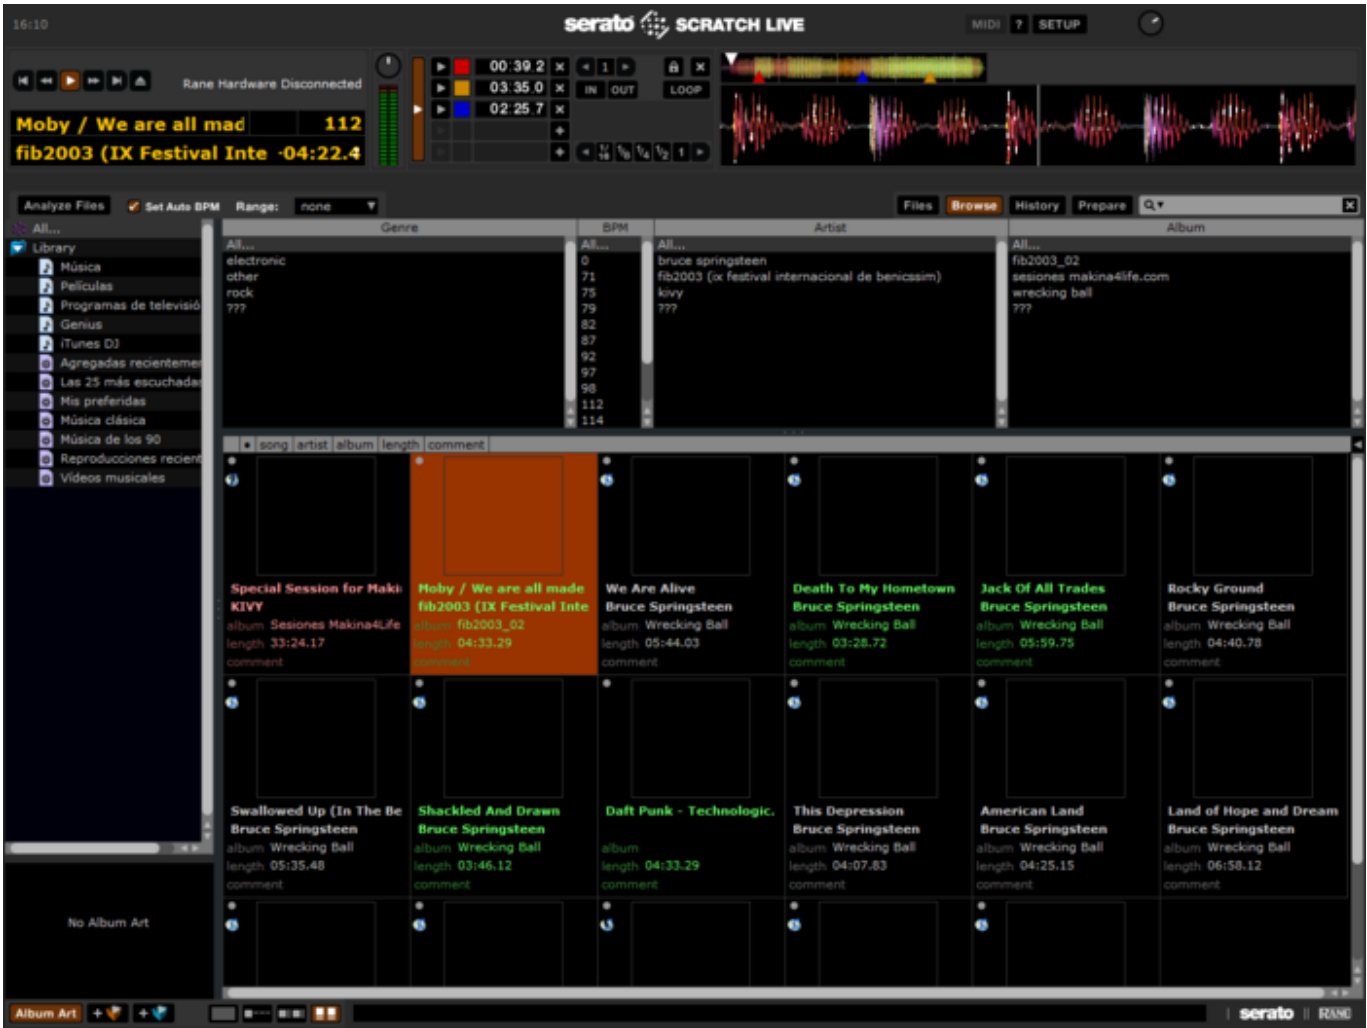 16:10
serato SCRATCH LIVE
MIDI ? SETUP
Rane Hardware Disconnected
Moby / We are all mad 112
fib2003 (IX Festival Inte -04:22.4
00:39.2
03:35.0
02:25.7
1
IN OUT LOOP
1/16 1/8 1/4 1/2 1
Analyze Files Set Auto BPM Range: none
Files Browse History Prepare
All...
Library
Música
Películas
Programas de televisió
Genius
iTunes DJ
Agregadas recientemen
Las 25 más escuchadas
Mis preferidas
Música clásica
Música de los 90
Reproducciones recient
Vídeos musicales
Genre
All...
electronic
other
rock
???
BPM
All...
0
71
75
79
82
87
92
97
98
112
114
Artist
All...
bruce springsteen
fib2003 (ix festival internacional de benicssim)
kivy
???
Album
All...
fib2003_02
sesiones makina4life.com
wrecking ball
???
song artist album length comment
Special Session for Maki
KIVY
album Sesiones Makina4Life
length 33:24.17
comment
Moby / We are all made
fib2003 (IX Festival Inte
album fib2003_02
length 04:33.29
comment
We Are Alive
Bruce Springsteen
album Wrecking Ball
length 05:44.03
comment
Death To My Hometown
Bruce Springsteen
album Wrecking Ball
length 03:28.72
comment
Jack Of All Trades
Bruce Springsteen
album Wrecking Ball
length 05:59.75
comment
Rocky Ground
Bruce Springsteen
album Wrecking Ball
length 04:40.78
comment
Swallowed Up (In The Be
Bruce Springsteen
album Wrecking Ball
length 05:35.48
comment
Shackled And Drawn
Bruce Springsteen
album Wrecking Ball
length 03:46.12
comment
Daft Punk - Technologic.
album
length 04:33.29
comment
This Depression
Bruce Springsteen
album Wrecking Ball
length 04:07.83
comment
American Land
Bruce Springsteen
album Wrecking Ball
length 04:25.15
comment
Land of Hope and Dream
Bruce Springsteen
album Wrecking Ball
length 06:58.12
comment
No Album Art
Album Art
serato RANE